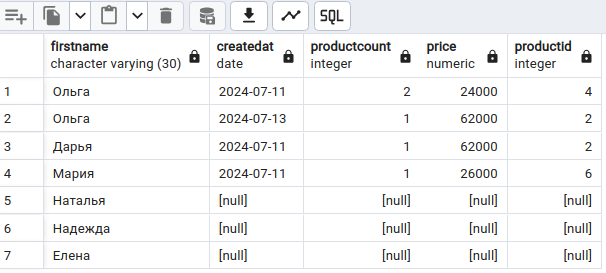 SQL
firstname createdat productcount price productid
character varying (30) date integer numeric integer
1 Ольга 2024-07-11 2 24000 4
2 Ольга 2024-07-13 1 62000 2
3 Дарья 2024-07-11 1 62000 2
4 Мария 2024-07-11 1 26000 6
5 Наталья [null] [null] [null] [null]
6 Надежда [null] [null] [null] [null]
7 Елена [null] [null] [null] [null]